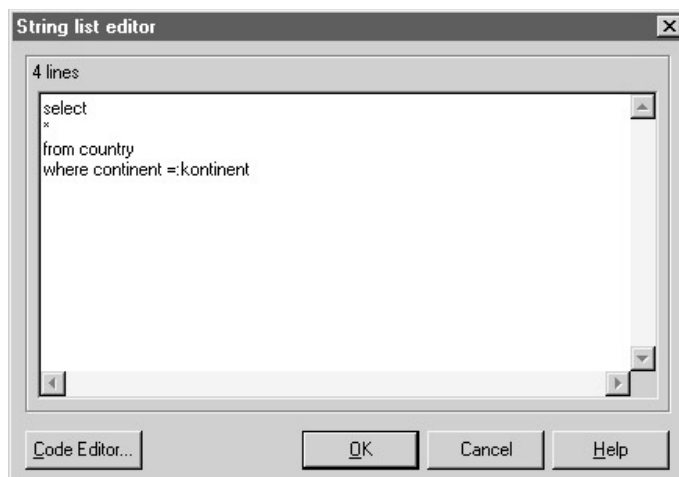 String list editor
4 lines
select
*
from country
where continent =:kontinent
Code Editor...
OK
Cancel
Help